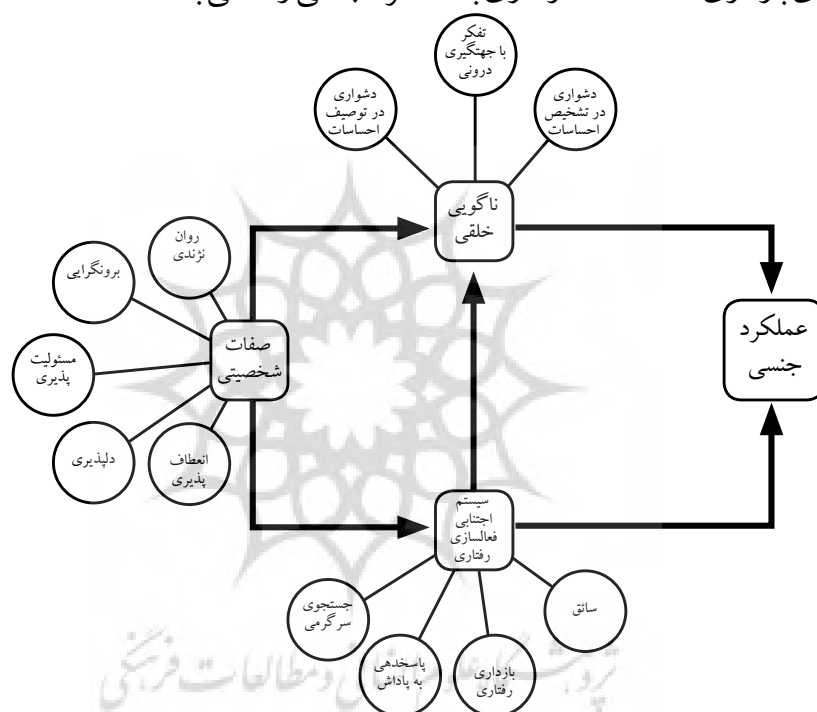 تفکر
با جهتگیری
درونی
دشواری
در تشخیص
احساسات
دشواری
در توصیف
احساسات
ناگویی
خلقی
روان
نژندی
برونگرایی
مسئولیت
پذیری
دلپذیری
انعطاف
پذیری
صفات
شخصیتی
عملکرد
جنسی
سیستم
اجتنابی
فعالسازی
رفتاری
سائق
بازداری
رفتاری
پاسخدهی
به پاداش
جستجوی
سرگرمی
و مطالعات فرهنگی